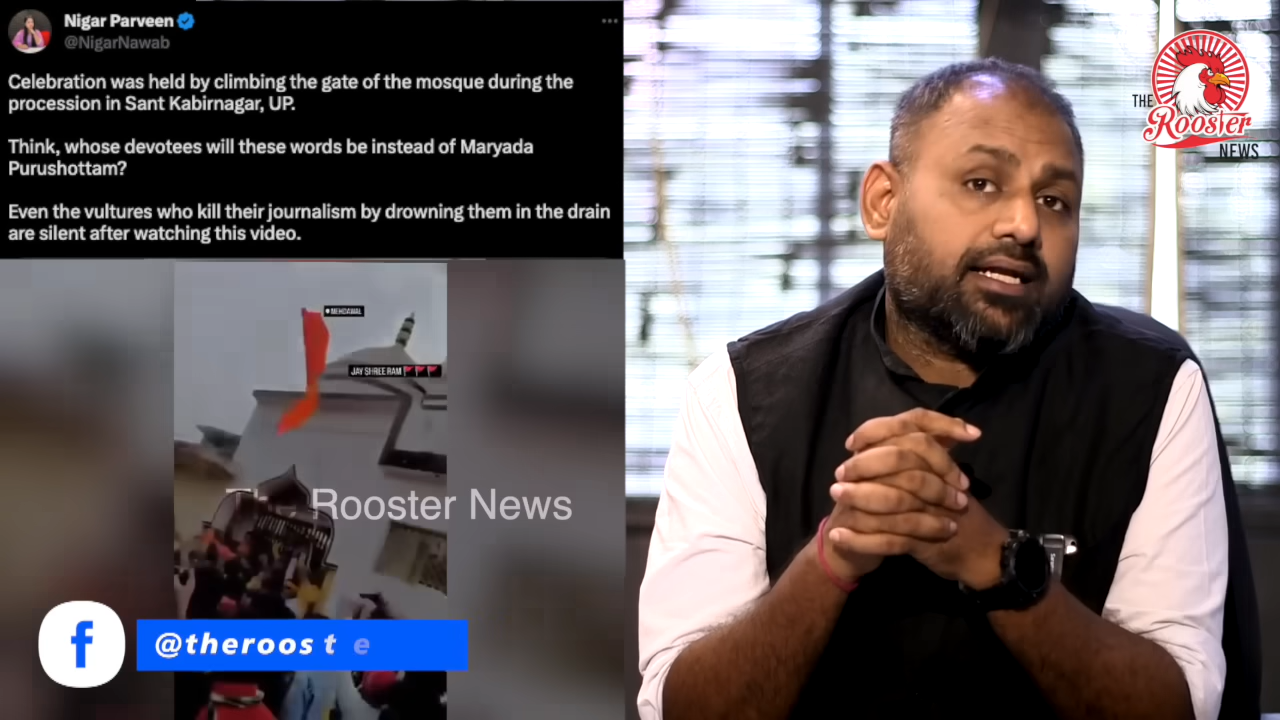 Nigar Parveen
@NigarNawab
Celebration was held by climbing the gate of the mosque during the
procession in Sant Kabirnagar, UP.
Think, whose devotees will these words be instead of Maryada
Purushottam?
Even the vultures who kill their journalism by drowning them in the drain
are silent after watching this video.
MEHDAWAL
JAY SHREE RAM
The Rooster News
f
@therooste
THE
Rooster
NEWS